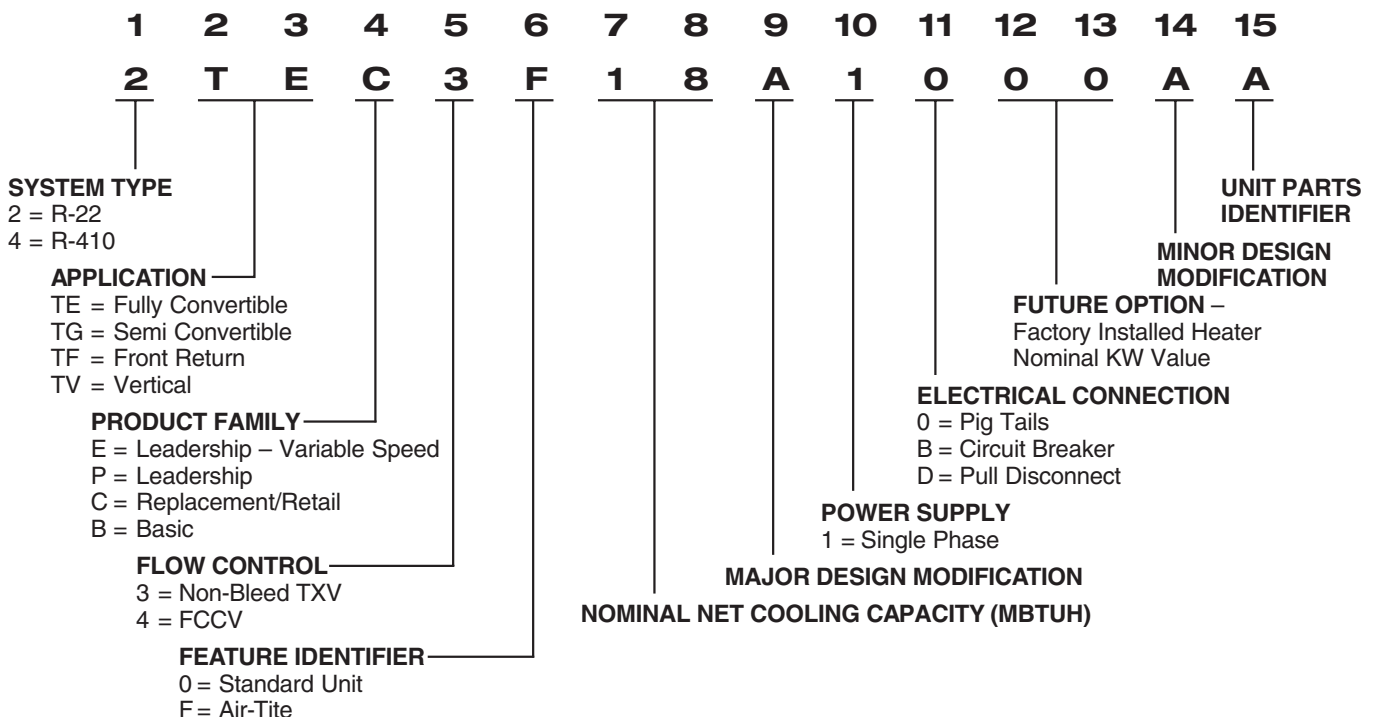 1 2 3 4 5 6 7 8 9 10 11 12 13 14 15
2 T E C 3 F 1 8 A 1 0 0 0 A A
SYSTEM TYPE
2 = R-22
4 = R-410
APPLICATION
TE = Fully Convertible
TG = Semi Convertible
TF = Front Return
TV = Vertical
PRODUCT FAMILY
E = Leadership – Variable Speed
P = Leadership
C = Replacement/Retail
B = Basic
FLOW CONTROL
3 = Non-Bleed TXV
4 = FCCV
FEATURE IDENTIFIER
0 = Standard Unit
F = Air-Tite
UNIT PARTS
IDENTIFIER
MINOR DESIGN
MODIFICATION
FUTURE OPTION –
Factory Installed Heater
Nominal KW Value
ELECTRICAL CONNECTION
0 = Pig Tails
B = Circuit Breaker
D = Pull Disconnect
POWER SUPPLY
1 = Single Phase
MAJOR DESIGN MODIFICATION
NOMINAL NET COOLING CAPACITY (MBTUH)